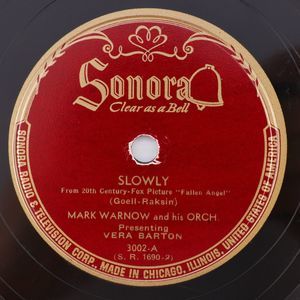 Sonora
Clear as a Bell
SLOWLY
From 20th Century-Fox Picture "Fallen Angel"
(Goell-Raksin)
MARK WARNOW and his ORCH.
Presenting
VERA BARTON
3002-A
(S. R. 1690-2)
SONORA RADIO & TELEVISION CORP., MADE IN CHICAGO, ILLINOIS, UNITED STATES OF AMERICA